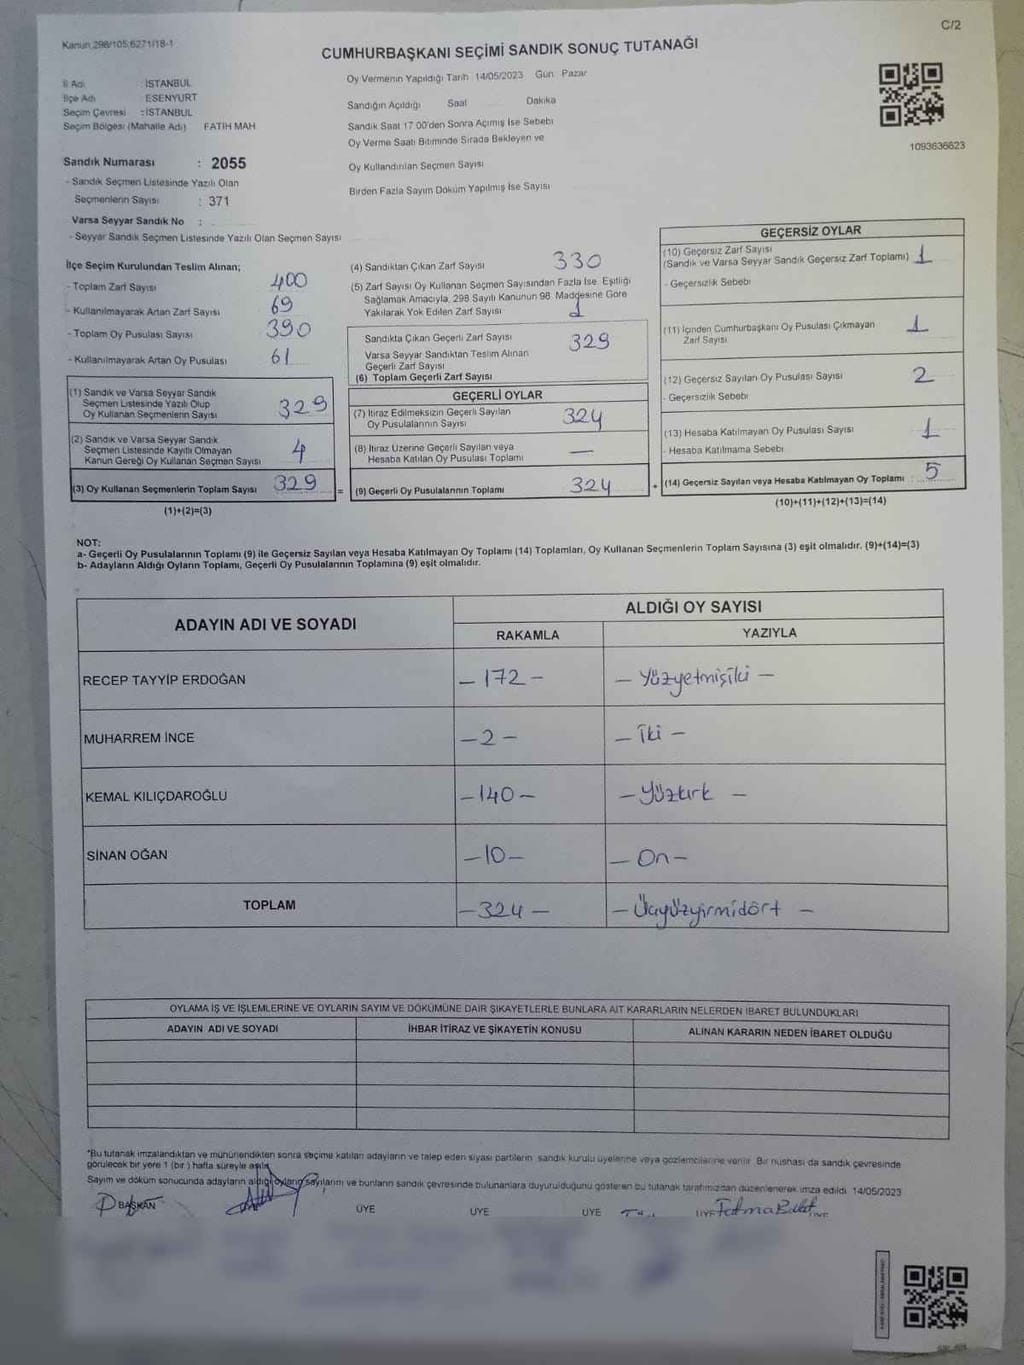 C/2
Kanun 298/105,6271/18-1
CUMHURBAŞKANI SEÇİMİ SANDIK SONUÇ TUTANAĞI
İl Adı : İSTANBUL
İlçe Adı : ESENYURT
Seçim Çevresi : İSTANBUL
Seçim Bölgesi (Mahalle Adı) FATİH MAH
Oy Vermenin Yapıldığı Tarih 14/05/2023 Gün Pazar
Sandığın Açıldığı Saat Dakika
Sandık Saat 17.00'den Sonra Açılmış İse Sebebi
Oy Verme Saati Bitiminde Sırada Bekleyen ve
Oy Kullandırılan Seçmen Sayısı
Birden Fazla Sayım Döküm Yapılmış İse Sayısı
1093636623
Sandık Numarası : 2055
- Sandık Seçmen Listesinde Yazılı Olan
Seçmenlerin Sayısı : 371
Varsa Seyyar Sandık No :
- Seyyar Sandık Seçmen Listesinde Yazılı Olan Seçmen Sayısı
İlçe Seçim Kurulundan Teslim Alınan;
- Toplam Zarf Sayısı 400
- Kullanılmayarak Artan Zarf Sayısı 69
- Toplam Oy Pusulası Sayısı 390
- Kullanılmayarak Artan Oy Pusulası 61
(1) Sandık ve Varsa Seyyar Sandık
Seçmen Listesinde Yazılı Olup
Oy Kullanan Seçmenlerin Sayısı 329
(2) Sandık ve Varsa Seyyar Sandık
Seçmen Listesinde Kayıtlı Olmayan
Kanun Gereği Oy Kullanan Seçmen Sayısı 4
(3) Oy Kullanan Seçmenlerin Toplam Sayısı 329
(1)+(2)=(3)
(4) Sandıktan Çıkan Zarf Sayısı 330
(5) Zarf Sayısı Oy Kullanan Seçmen Sayısından Fazla İse, Eşitliği
Sağlamak Amacıyla, 298 Sayılı Kanunun 98. Maddesine Göre
Yakılarak Yok Edilen Zarf Sayısı 1
Sandıkta Çıkan Geçerli Zarf Sayısı 329
Varsa Seyyar Sandıktan Teslim Alınan
Geçerli Zarf Sayısı
(6) Toplam Geçerli Zarf Sayısı
GEÇERLİ OYLAR
(7) İtiraz Edilmeksizin Geçerli Sayılan
Oy Pusulalarının Sayısı 324
(8) İtiraz Üzerine Geçerli Sayılan veya
Hesaba Katılan Oy Pusulası Toplamı —
= (9) Geçerli Oy Pusulalarının Toplamı 324
GEÇERSİZ OYLAR
(10) Geçersiz Zarf Sayısı
(Sandık ve Varsa Seyyar Sandık Geçersiz Zarf Toplamı) 1
- Geçersizlik Sebebi
(11) İçinden Cumhurbaşkanı Oy Pusulası Çıkmayan
Zarf Sayısı 1
(12) Geçersiz Sayılan Oy Pusulası Sayısı 2
- Geçersizlik Sebebi
(13) Hesaba Katılmayan Oy Pusulası Sayısı 1
- Hesaba Katılmama Sebebi
+ (14) Geçersiz Sayılan veya Hesaba Katılmayan Oy Toplamı : 5
(10)+(11)+(12)+(13)=(14)
NOT:
a- Geçerli Oy Pusulalarının Toplamı (9) ile Geçersiz Sayılan veya Hesaba Katılmayan Oy Toplamı (14) Toplamları, Oy Kullanan Seçmenlerin Toplam Sayısına (3) eşit olmalıdır. (9)+(14)=(3)
b- Adayların Aldığı Oyların Toplamı, Geçerli Oy Pusulalarının Toplamına (9) eşit olmalıdır.
ADAYIN ADI VE SOYADI
ALDIĞI OY SAYISI
RAKAMLA YAZIYLA
RECEP TAYYİP ERDOĞAN – 172 – – Yüzyetmişiki –
MUHARREM İNCE – 2 – – İki –
KEMAL KILIÇDAROĞLU – 140 – – Yüzkırk –
SİNAN OĞAN – 10 – – On –
TOPLAM – 324 – – Üçyüzyirmidört –
OYLAMA İŞ VE İŞLEMLERİNE VE OYLARIN SAYIM VE DÖKÜMÜNE DAİR ŞİKAYETLERLE BUNLARA AİT KARARLARIN NELERDEN İBARET BULUNDUKLARI
ADAYIN ADI VE SOYADI İHBAR İTİRAZ VE ŞİKAYETİN KONUSU ALINAN KARARIN NEDEN İBARET OLDUĞU
*Bu tutanak imzalandıktan ve mühürlendikten sonra seçime katılan adayların ve talep eden siyasi partilerin sandık kurulu üyelerine veya gözlemcilerine verilir. Bir nüshası da sandık çevresinde
görülecek bir yere 1 (bir) hafta süreyle asılır.
Sayım ve döküm sonucunda adayların aldığı oyların sayılarını ve bunların sandık çevresinde bulunanlara duyurulduğunu gösteren bu tutanak tarafımızdan düzenlenerek imza edildi. 14/05/2023
BAŞKAN ÜYE ÜYE ÜYE ÜYE Fatma